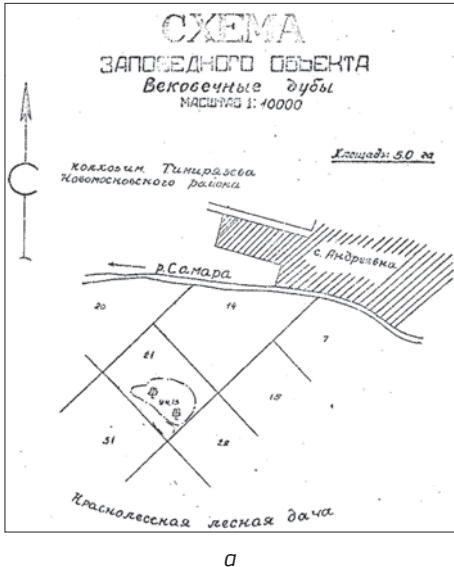 СХЕМА
ЗАПОВЕДНОГО ОБЪЕКТА
Вековечные дубы
МАСШТАБ 1:10000
Площадь 5.0 га
колхоз им. Тимирязева
Новомосковского района
с. Андреевка
р. Самара
20
14
7
21
15
31
22
Краснолесская лесная дача
а